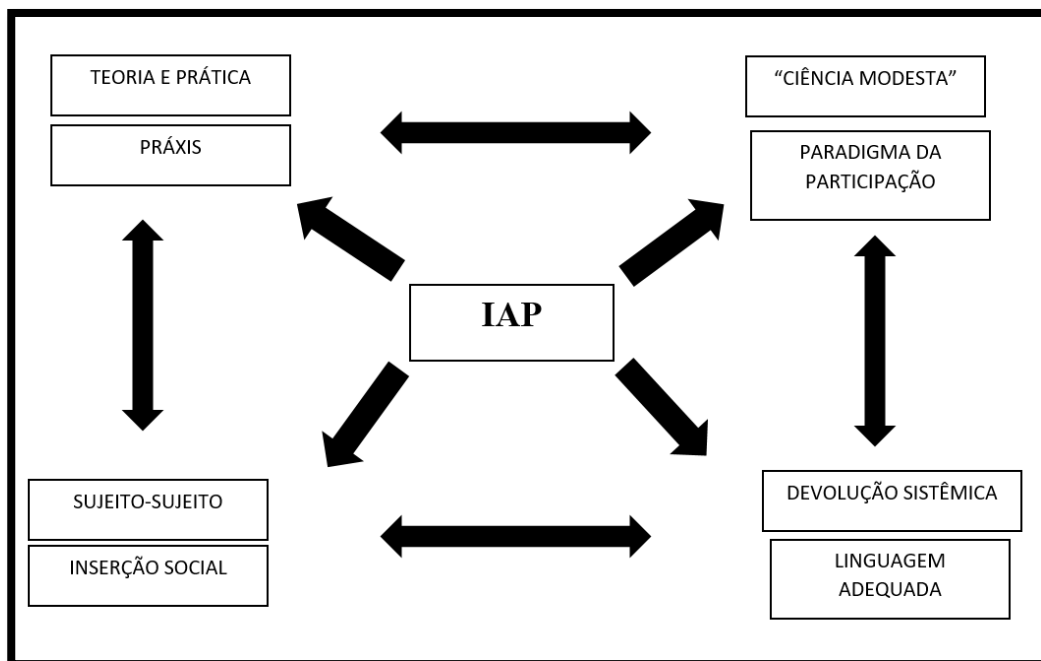 TEORIA E PRÁTICA
PRÁXIS
“CIÊNCIA MODESTA”
PARADIGMA DA
PARTICIPAÇÃO
IAP
SUJEITO-SUJEITO
INSERÇÃO SOCIAL
DEVOLUÇÃO SISTÊMICA
LINGUAGEM
ADEQUADA